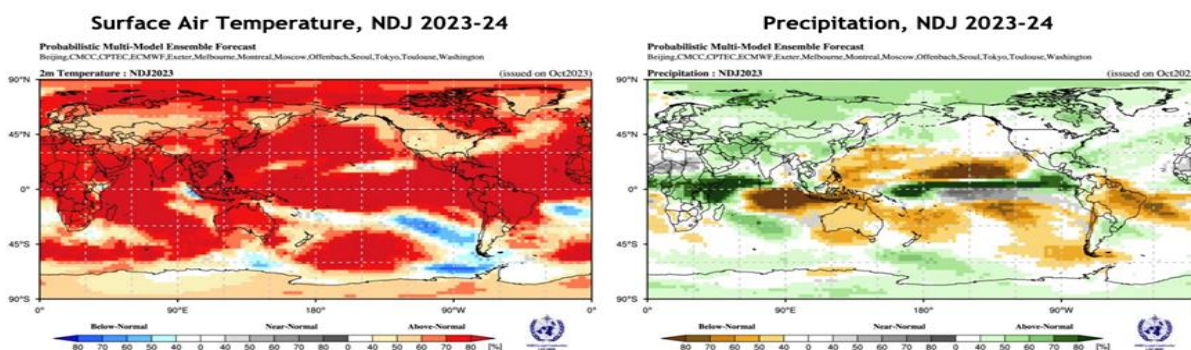 Surface Air Temperature, NDJ 2023-24
Probabilistic Multi-Model Ensemble Forecast
Beijing,CMCC,CPTEC,ECMWF,Exeter,Melbourne,Montreal,Moscow,Offenbach,Seoul,Tokyo,Toulouse,Washington
2m Temperature : NDJ2023 (issued on Oct2023)
90°N
45°N
0°
45°S
90°S
0° 90°E 180° 90°W 0°
Below-Normal Near-Normal Above-Normal
80 70 60 50 40 0 40 50 60 70 80 0 40 50 60 70 80 [%]
Precipitation, NDJ 2023-24
Probabilistic Multi-Model Ensemble Forecast
Beijing,CMCC,CPTEC,ECMWF,Exeter,Melbourne,Montreal,Moscow,Offenbach,Seoul,Tokyo,Toulouse,Washington
Precipitation : NDJ2023 (issued on Oct202
90°N
45°N
0°
45°S
90°S
0° 90°E 180° 90°W
Below-Normal Near-Normal Above-Normal
80 70 60 50 40 0 40 50 60 70 80 0 40 50 60 70 80 [%]